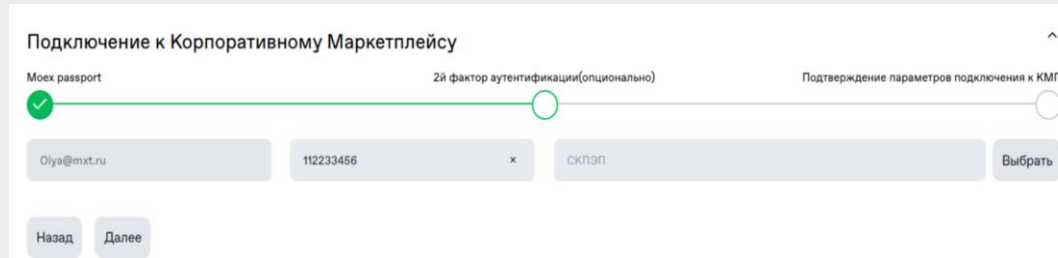 Подключение к Корпоративному Маркетплейсу
Moex passport
2й фактор аутентификации(опционально)
Подтверждение параметров подключения к КМП
Olya@mxt.ru
112233456 ×
СКПЭП
Выбрать
Назад Далее